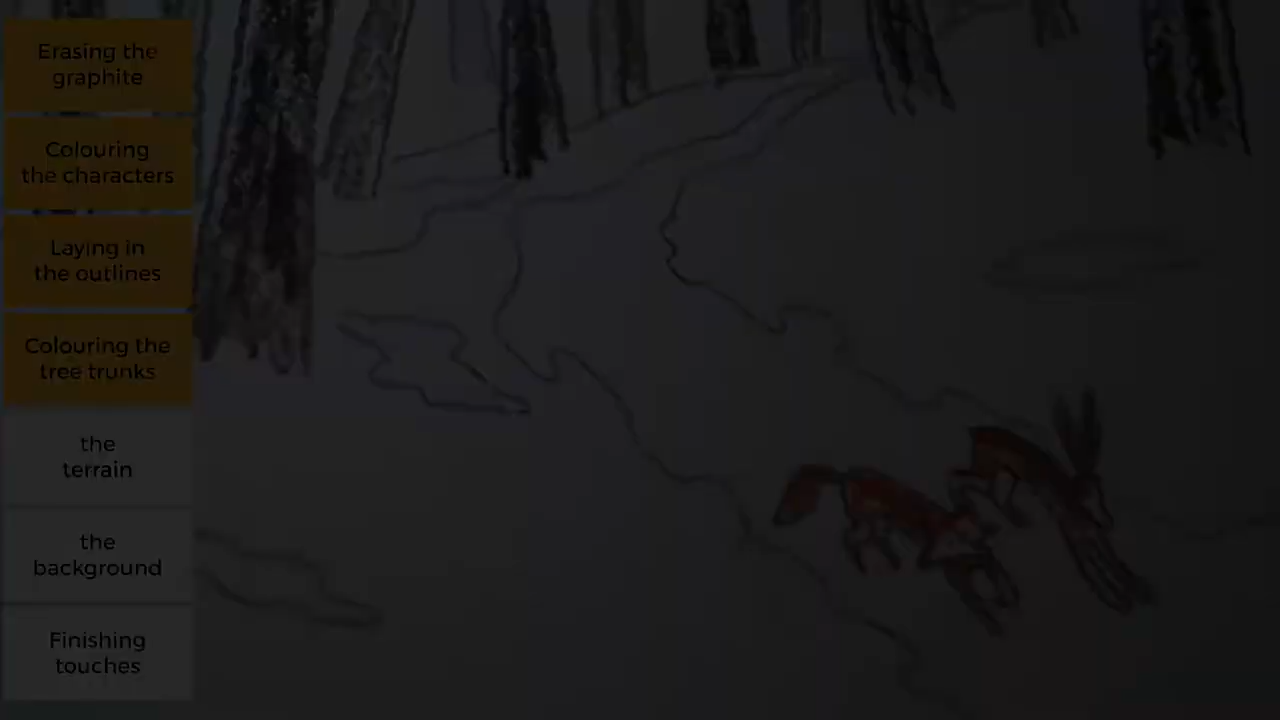 Erasing the
graphite
Colouring
the characters
Laying in
the outlines
Colouring the
tree trunks
the
terrain
the
background
Finishing
touches